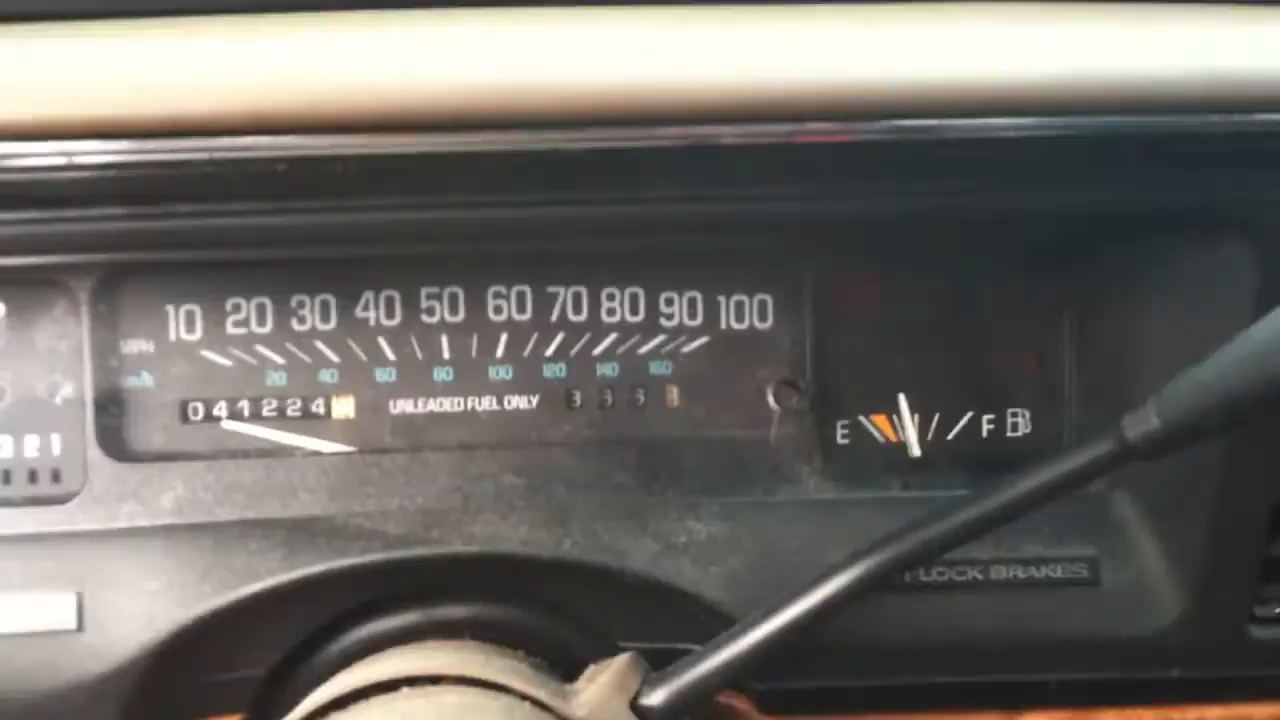 10 20 30 40 50 60 70 80 90 100
MPH
km/h 20 40 60 80 100 120 140 160
041224
UNLEADED FUEL ONLY
E F
321
LOCK BRAKES